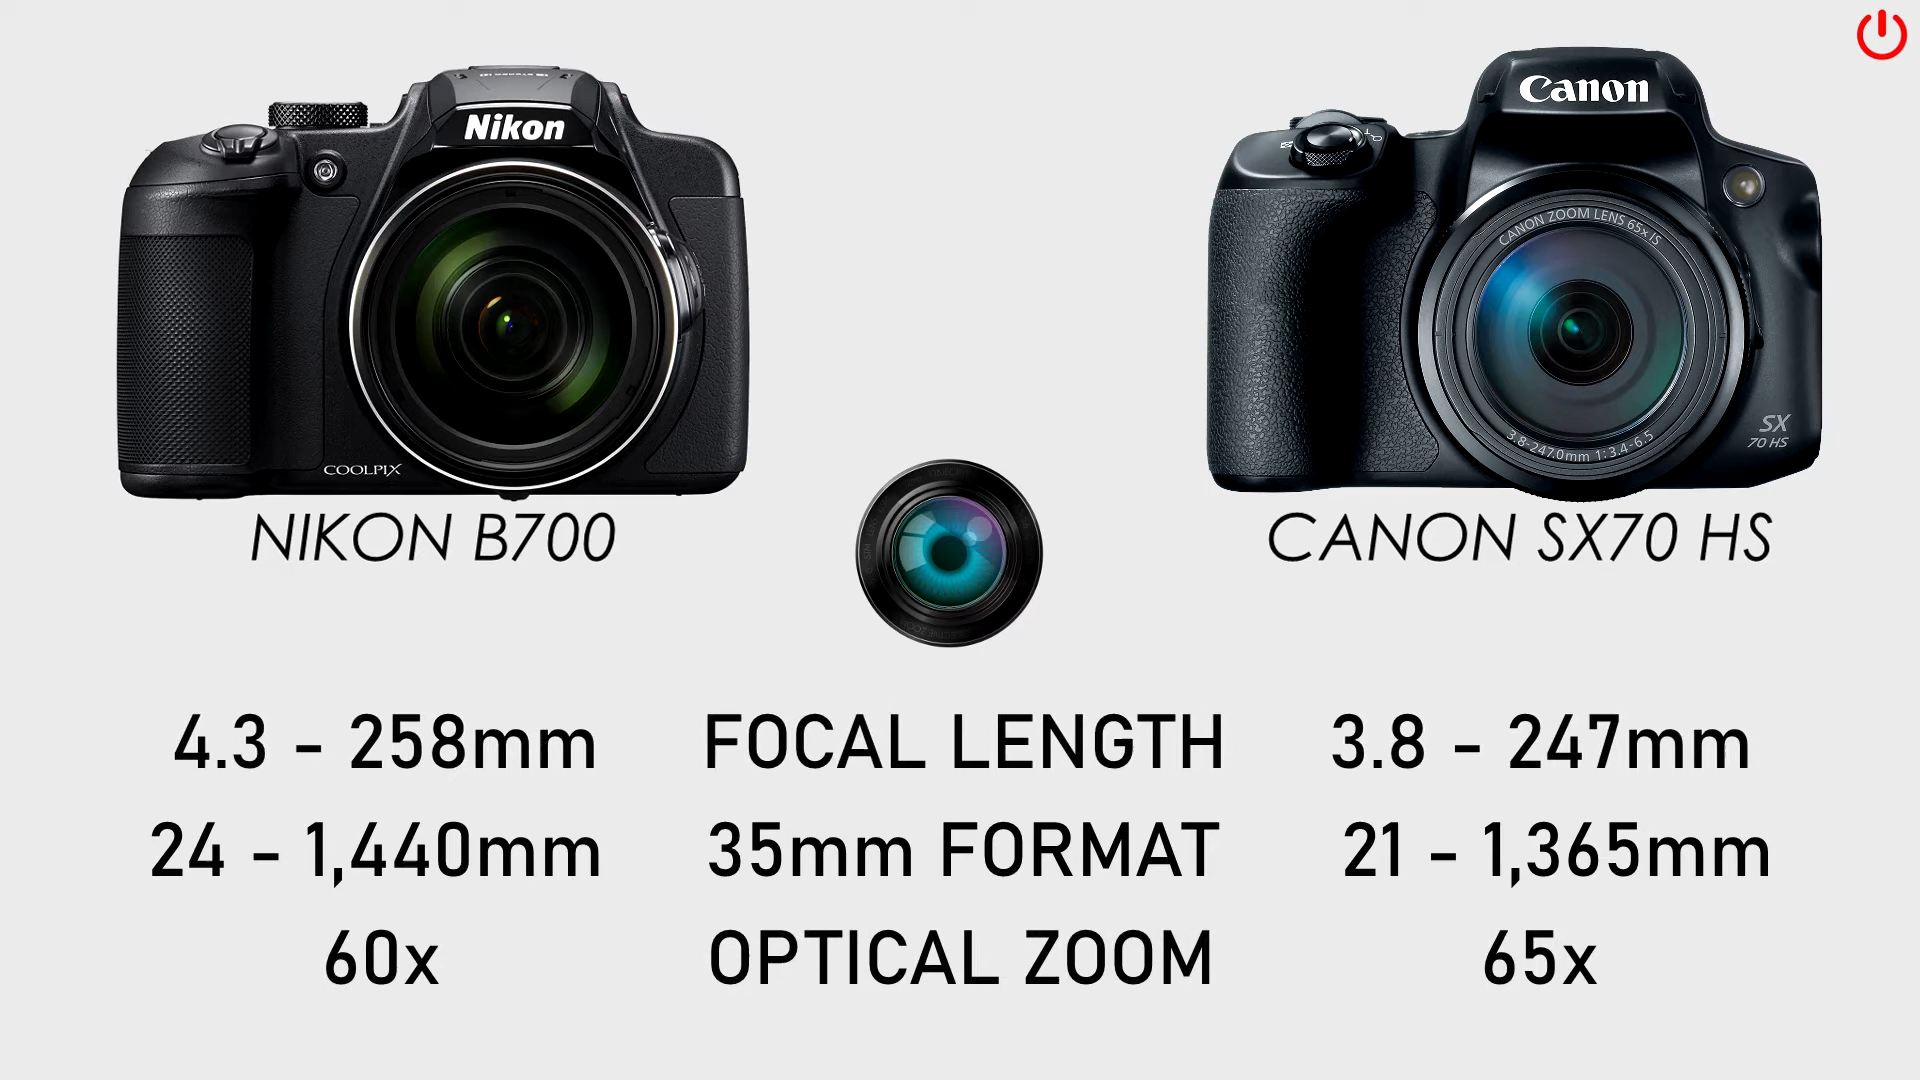 Nikon
COOLPIX
NIKON B700
Canon
CANON ZOOM LENS 65x IS
3.8-247.0mm 1:3.4-6.5
SX
70 HS
CANON SX70 HS
4.3 - 258mm FOCAL LENGTH 3.8 - 247mm
24 - 1,440mm 35mm FORMAT 21 - 1,365mm
60x OPTICAL ZOOM 65x